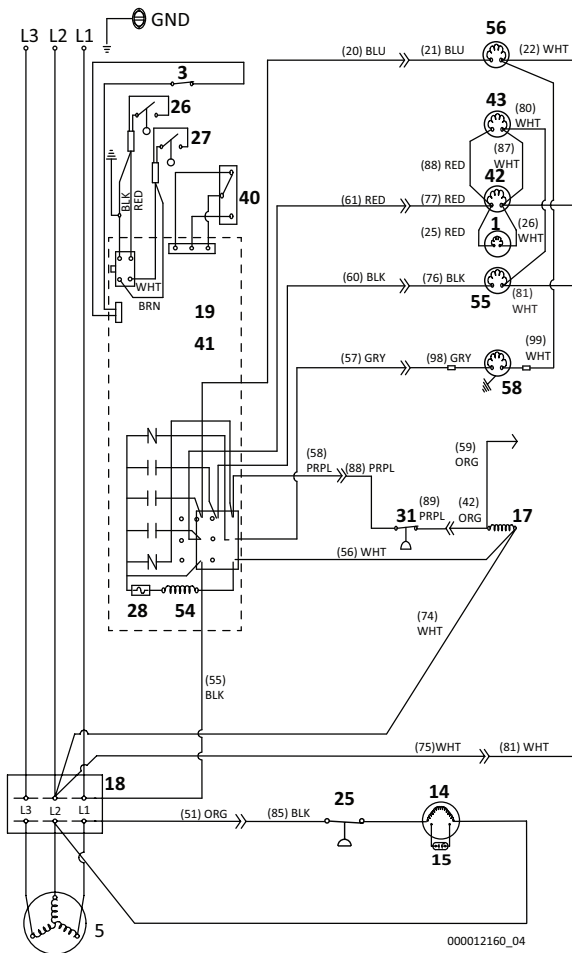 GND
L3 L2 L1
3
26
27
BLK
RED
40
WHT
BRN
19
41
28
54
(20) BLU
(21) BLU
56
(22) WHT
43
(80)
WHT
(87)
WHT
(88) RED
42
(61) RED
(77) RED
1
(25) RED
(26)
WHT
(60) BLK
(76) BLK
55
(81)
WHT
(57) GRY
(98) GRY
(99)
WHT
58
(58)
PRPL
(88) PRPL
(59)
ORG
31
(89)
PRPL
(42)
ORG
17
(56) WHT
(74)
WHT
(55)
BLK
(75)WHT
(81) WHT
18
L3 L2 L1
(51) ORG
(85) BLK
25
14
15
5
000012160_04